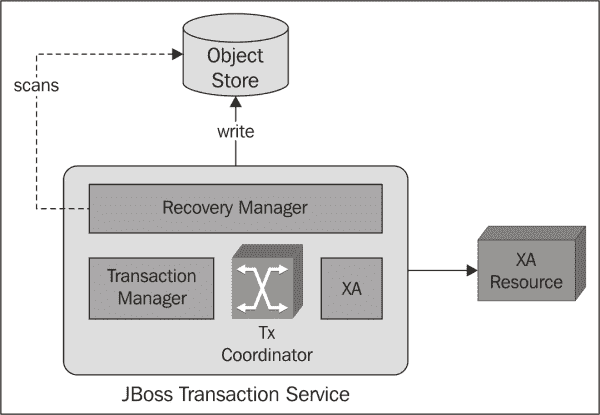 Object
Store
scans
write
Recovery Manager
Transaction
Manager
XA
Tx
Coordinator
XA
Resource
JBoss Transaction Service